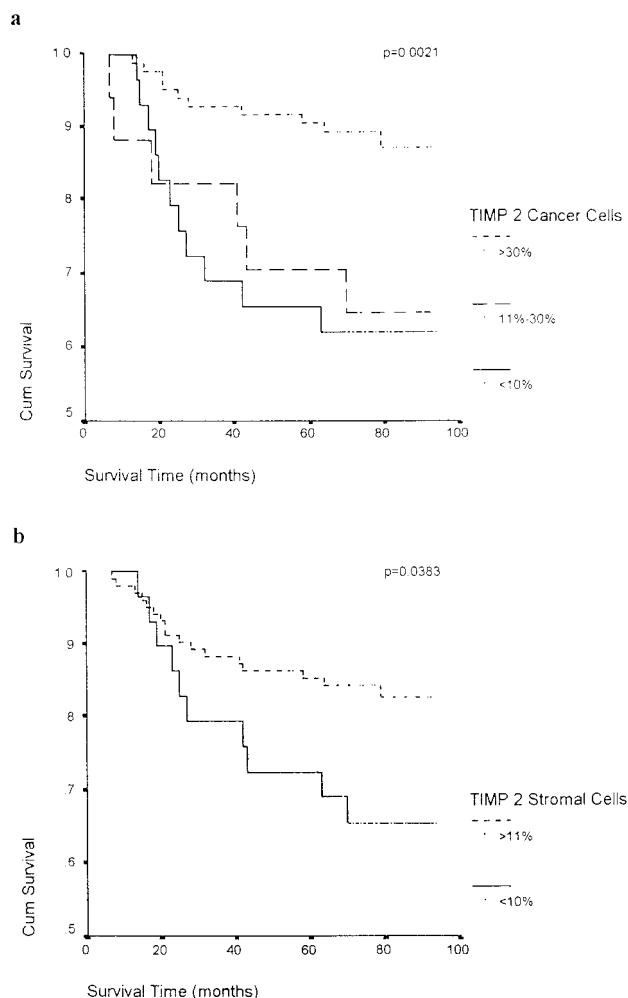 a
p=0.0021
1 0
9
8
7
6
5
Cum Survival
0 20 40 60 80 100
Survival Time (months)
TIMP 2 Cancer Cells
>30%
11%-30%
<10%
b
p=0.0383
1 0
9
8
.7
.6
.5
Cum Survival
0 20 40 60 80 100
Survival Time (months)
TIMP 2 Stromal Cells
>11%
<10%